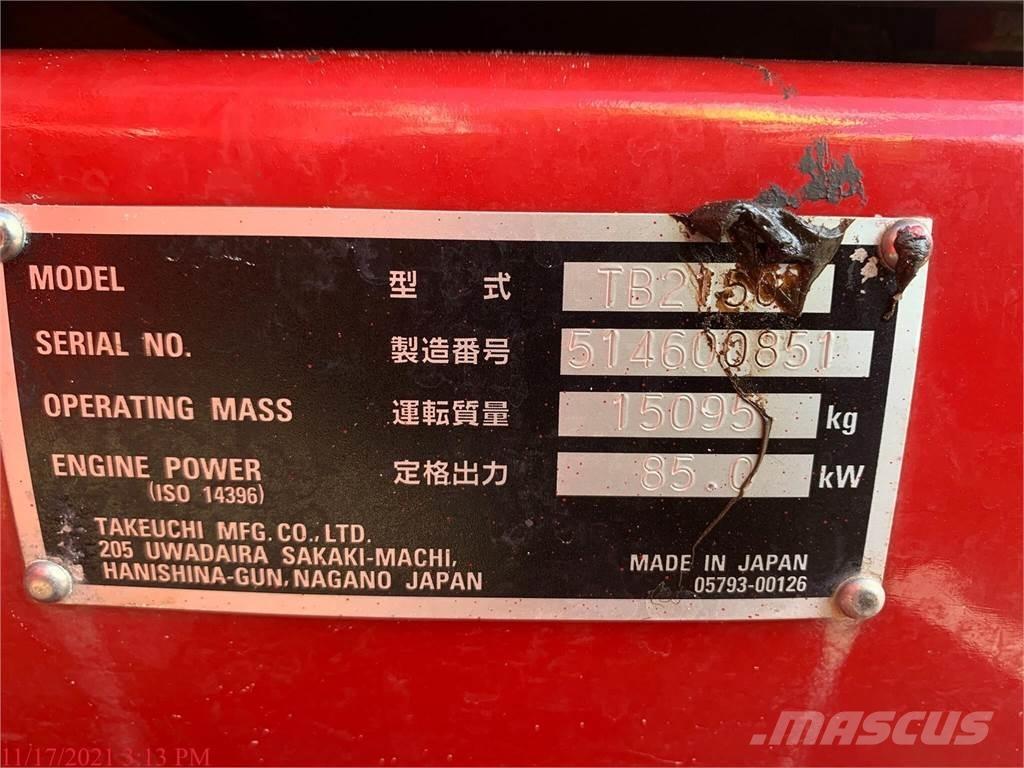 MODEL 型 式 TB2150
SERIAL NO. 製造番号 514600851
OPERATING MASS 運転質量 15095 kg
ENGINE POWER 定格出力 85.0 kW
(ISO 14396)
TAKEUCHI MFG. CO., LTD.
205 UWADAIRA SAKAKI-MACHI,
HANISHINA-GUN, NAGANO JAPAN
MADE IN JAPAN
05793-00126
MASCUS
11/17/2021 3:13 PM